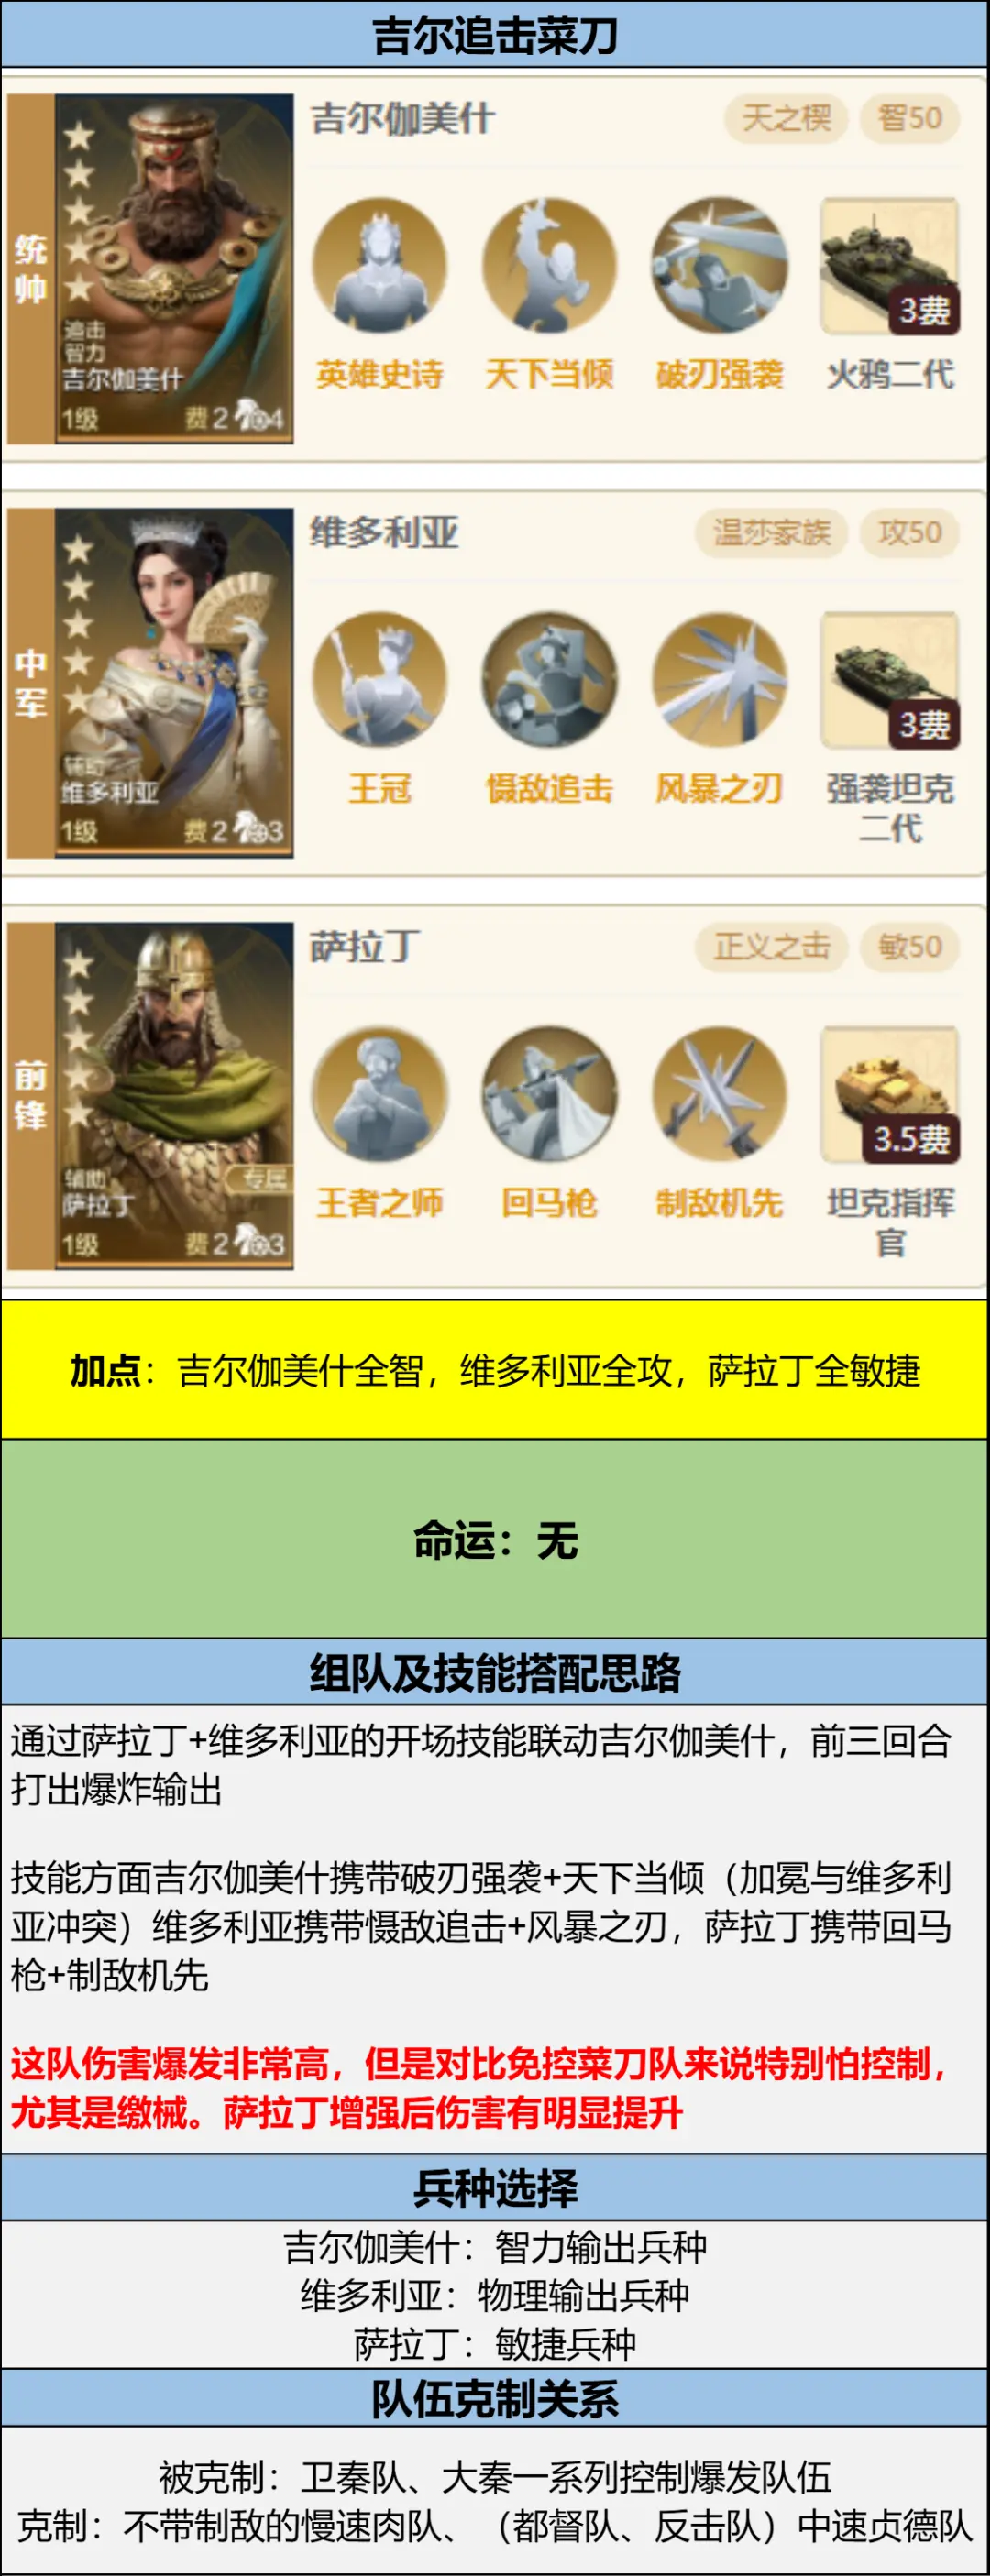 吉尔追击菜刀
统帅
追击
智力
吉尔伽美什
1级 费2 4
吉尔伽美什 天之楔 智50
英雄史诗 天下当倾 破刃强袭 3费
火鸦二代
中军
辅助
维多利亚
1级 费2 3
维多利亚 温莎家族 攻50
王冠 慑敌追击 风暴之刃 3费
强袭坦克
二代
前锋
辅助 专属
萨拉丁
1级 费2 3
萨拉丁 正义之击 敏50
王者之师 回马枪 制敌机先 3.5费
坦克指挥
官
加点：吉尔伽美什全智，维多利亚全攻，萨拉丁全敏捷
命运：无
组队及技能搭配思路
通过萨拉丁+维多利亚的开场技能联动吉尔伽美什，前三回合
打出爆炸输出
技能方面吉尔伽美什携带破刃强袭+天下当倾（加冕与维多利
亚冲突）维多利亚携带慑敌追击+风暴之刃，萨拉丁携带回马
枪+制敌机先
这队伤害爆发非常高，但是对比免控菜刀队来说特别怕控制，
尤其是缴械。萨拉丁增强后伤害有明显提升
兵种选择
吉尔伽美什：智力输出兵种
维多利亚：物理输出兵种
萨拉丁：敏捷兵种
队伍克制关系
被克制：卫秦队、大秦一系列控制爆发队伍
克制：不带制敌的慢速肉队、（都督队、反击队）中速贞德队